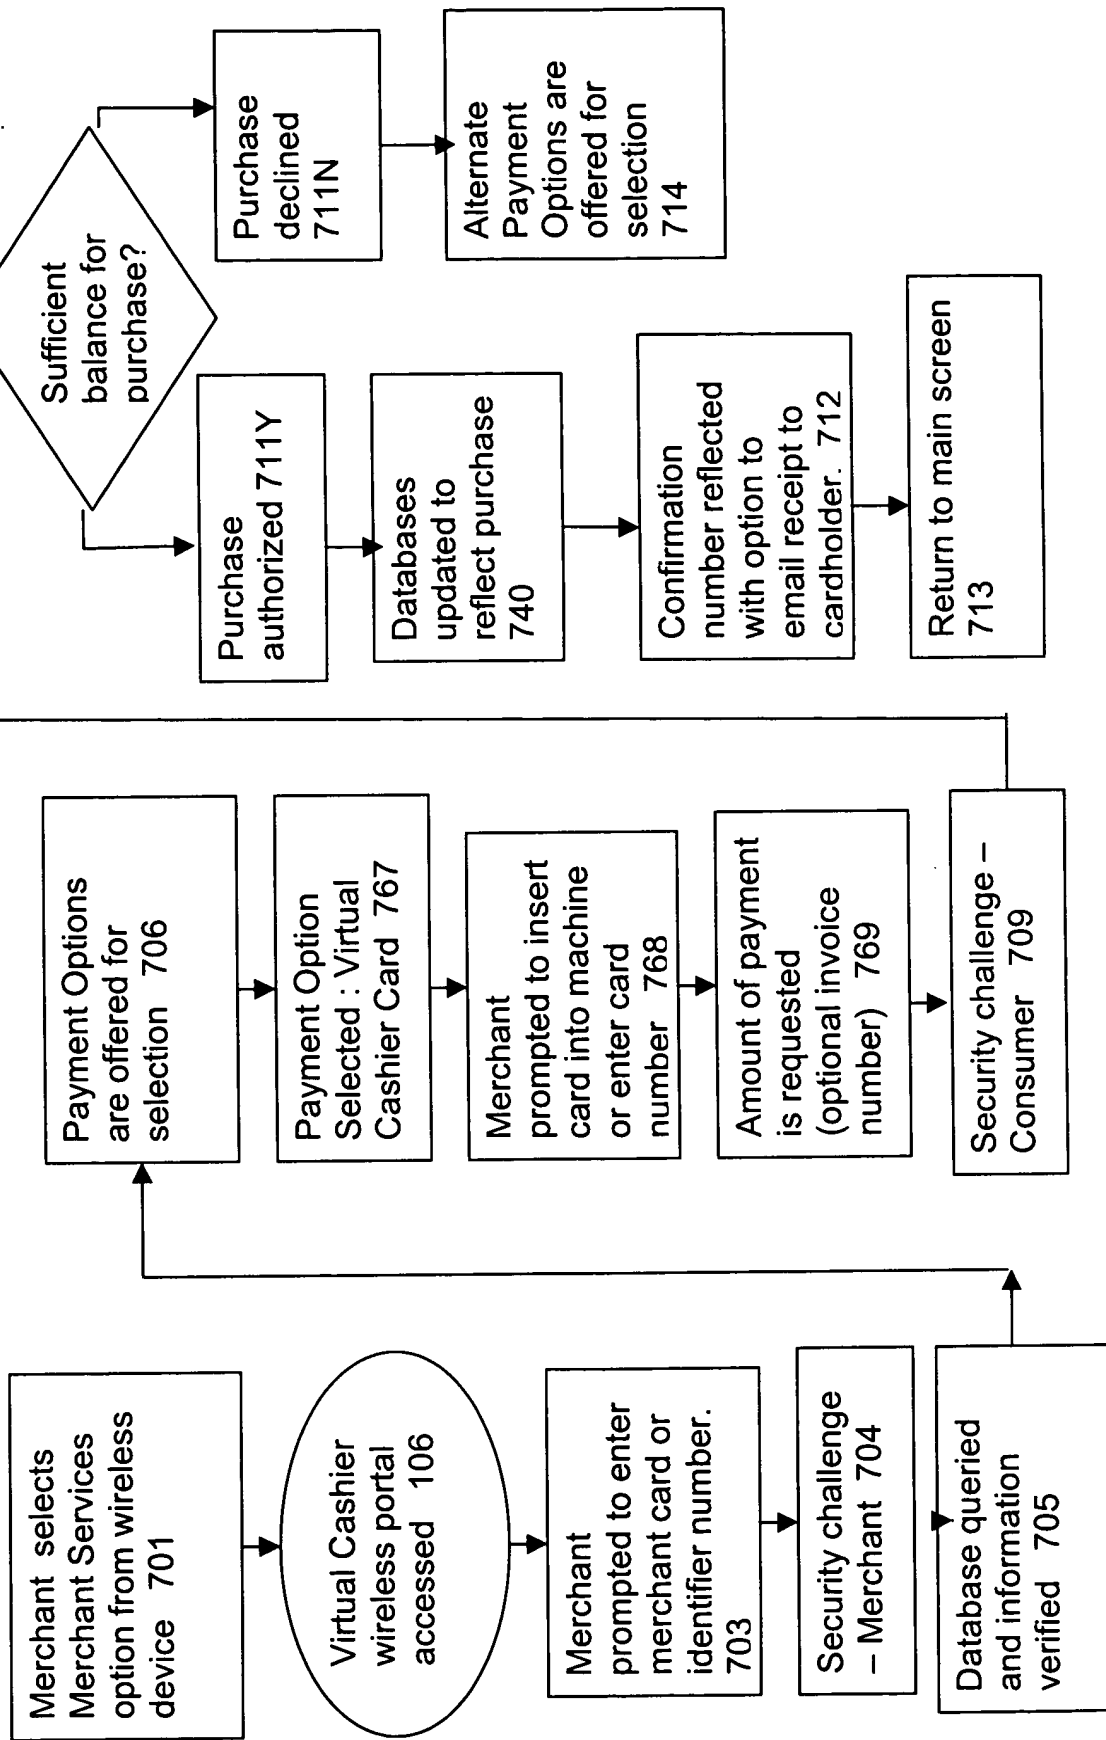 Merchant selects
Merchant Services
option from wireless
device 701
Virtual Cashier
wireless portal
accessed 106
Merchant
prompted to enter
merchant card or
identifier number.
703
Security challenge
– Merchant 704
Database queried
and information
verified 705
Payment Options
are offered for
selection 706
Payment Option
Selected : Virtual
Cashier Card 767
Merchant
prompted to insert
card into machine
or enter card
number 768
Amount of payment
is requested
(optional invoice
number) 769
Security challenge –
Consumer 709
Sufficient
balance for
purchase?
Purchase
authorized 711Y
Databases
updated to
reflect purchase
740
Confirmation
number reflected
with option to
email receipt to
cardholder. 712
Return to main screen
713
Purchase
declined
711N
Alternate
Payment
Options are
offered for
selection
714